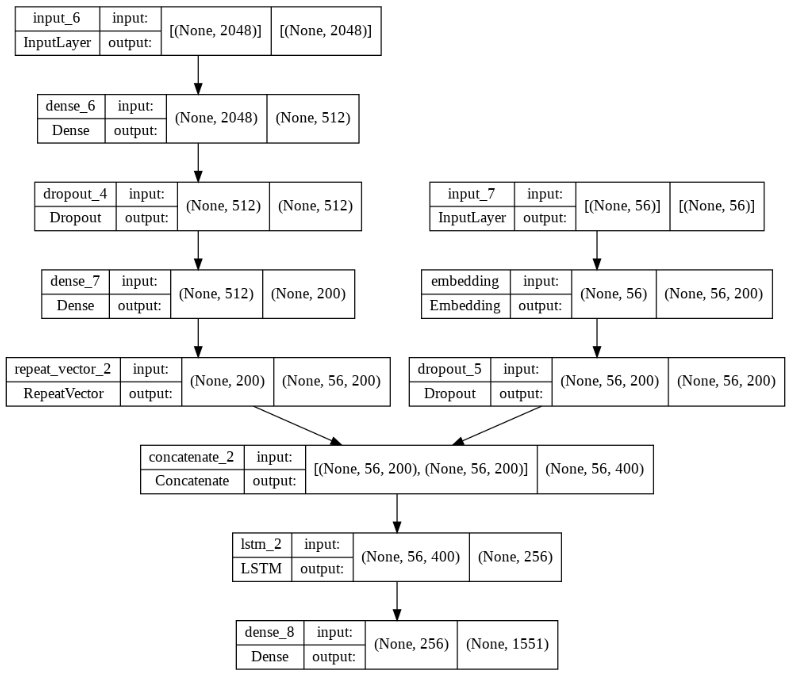 input_6 input: [(None, 2048)] [(None, 2048)]
InputLayer output:
dense_6 input: (None, 2048) (None, 512)
Dense output:
dropout_4 input: (None, 512) (None, 512)
Dropout output:
input_7 input: [(None, 56)] [(None, 56)]
InputLayer output:
dense_7 input: (None, 512) (None, 200)
Dense output:
embedding input: (None, 56) (None, 56, 200)
Embedding output:
repeat_vector_2 input: (None, 200) (None, 56, 200)
RepeatVector output:
dropout_5 input: (None, 56, 200) (None, 56, 200)
Dropout output:
concatenate_2 input: [(None, 56, 200), (None, 56, 200)] (None, 56, 400)
Concatenate output:
lstm_2 input: (None, 56, 400) (None, 256)
LSTM output:
dense_8 input: (None, 256) (None, 1551)
Dense output: